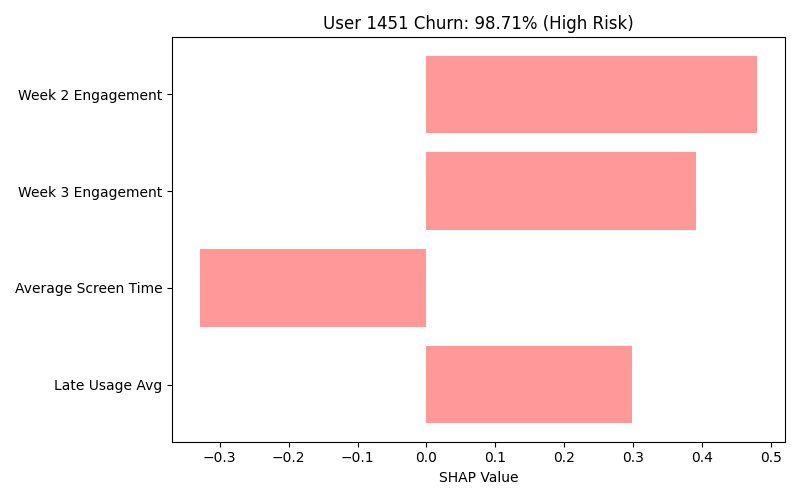 User 1451 Churn: 98.71% (High Risk)
Week 2 Engagement
Week 3 Engagement
Average Screen Time
Late Usage Avg
−0.3 −0.2 −0.1 0.0 0.1 0.2 0.3 0.4 0.5
SHAP Value